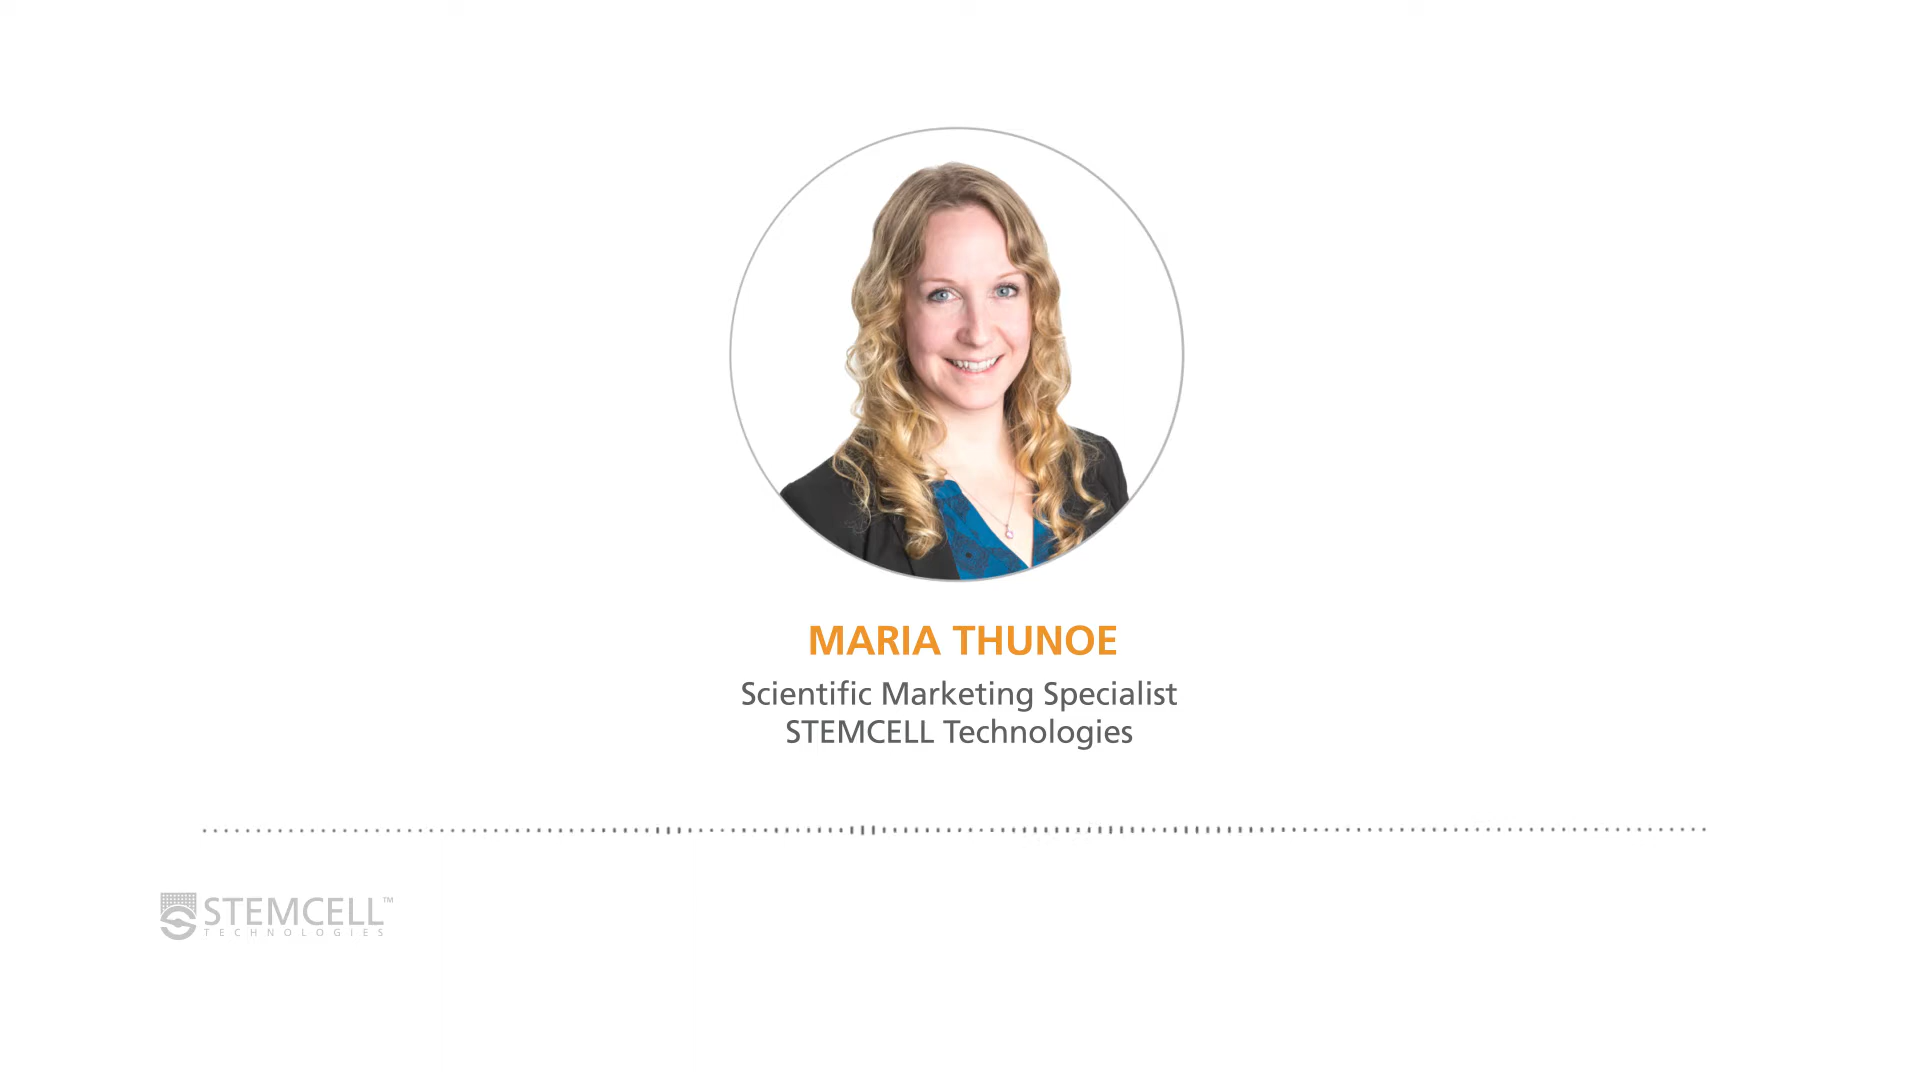 MARIA THUNOE
Scientific Marketing Specialist
STEMCELL Technologies
STEMCELL™
TECHNOLOGIES